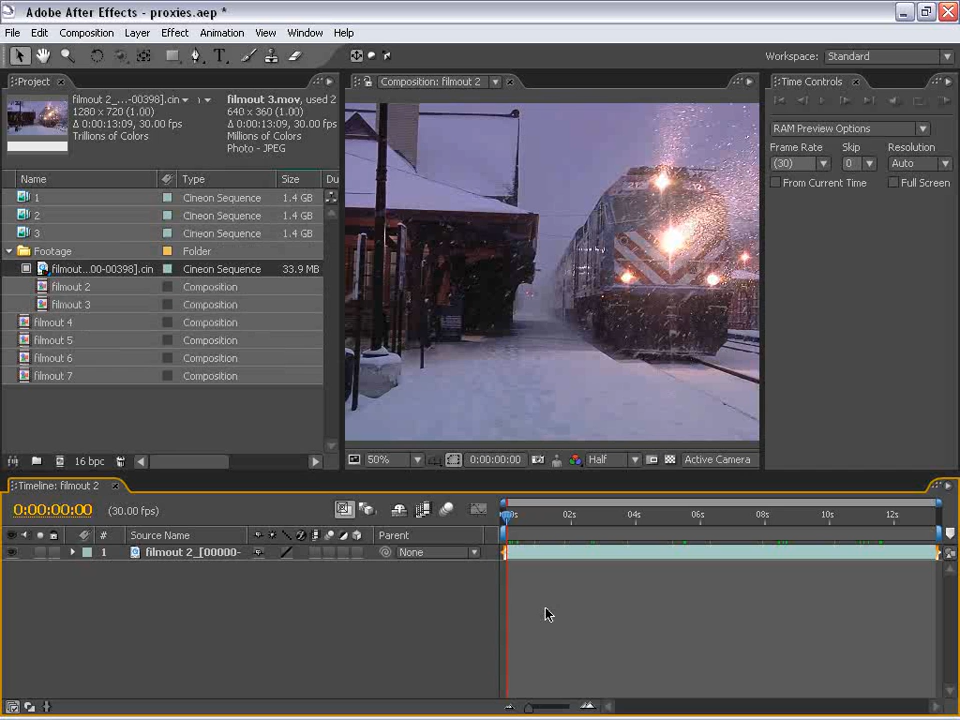 Adobe After Effects - proxies.aep *
File Edit Composition Layer Effect Animation View Window Help
Workspace: Standard
Project
filmout 2_...-00398].cin
1280 x 720 (1.00)
Δ 0:00:13:09, 30.00 fps
Trillions of Colors
filmout 3.mov, used 2
640 x 360 (1.00)
Δ 0:00:13:09, 30.00 fps
Millions of Colors
Photo - JPEG
Name Type Size Du
1 Cineon Sequence 1.4 GB
2 Cineon Sequence 1.4 GB
3 Cineon Sequence 1.4 GB
Footage Folder
filmout...00-00398].cin Cineon Sequence 33.9 MB
filmout 2 Composition
filmout 3 Composition
filmout 4 Composition
filmout 5 Composition
filmout 6 Composition
filmout 7 Composition
16 bpc
Composition: filmout 2
50% 0:00:00:00 Half Active Camera
Time Controls
RAM Preview Options
Frame Rate Skip Resolution
(30) 0 Auto
From Current Time Full Screen
Timeline: filmout 2
0:00:00:00 (30.00 fps)
02s 04s 06s 08s 10s 12s
# Source Name Parent
1 filmout 2_[00000- None